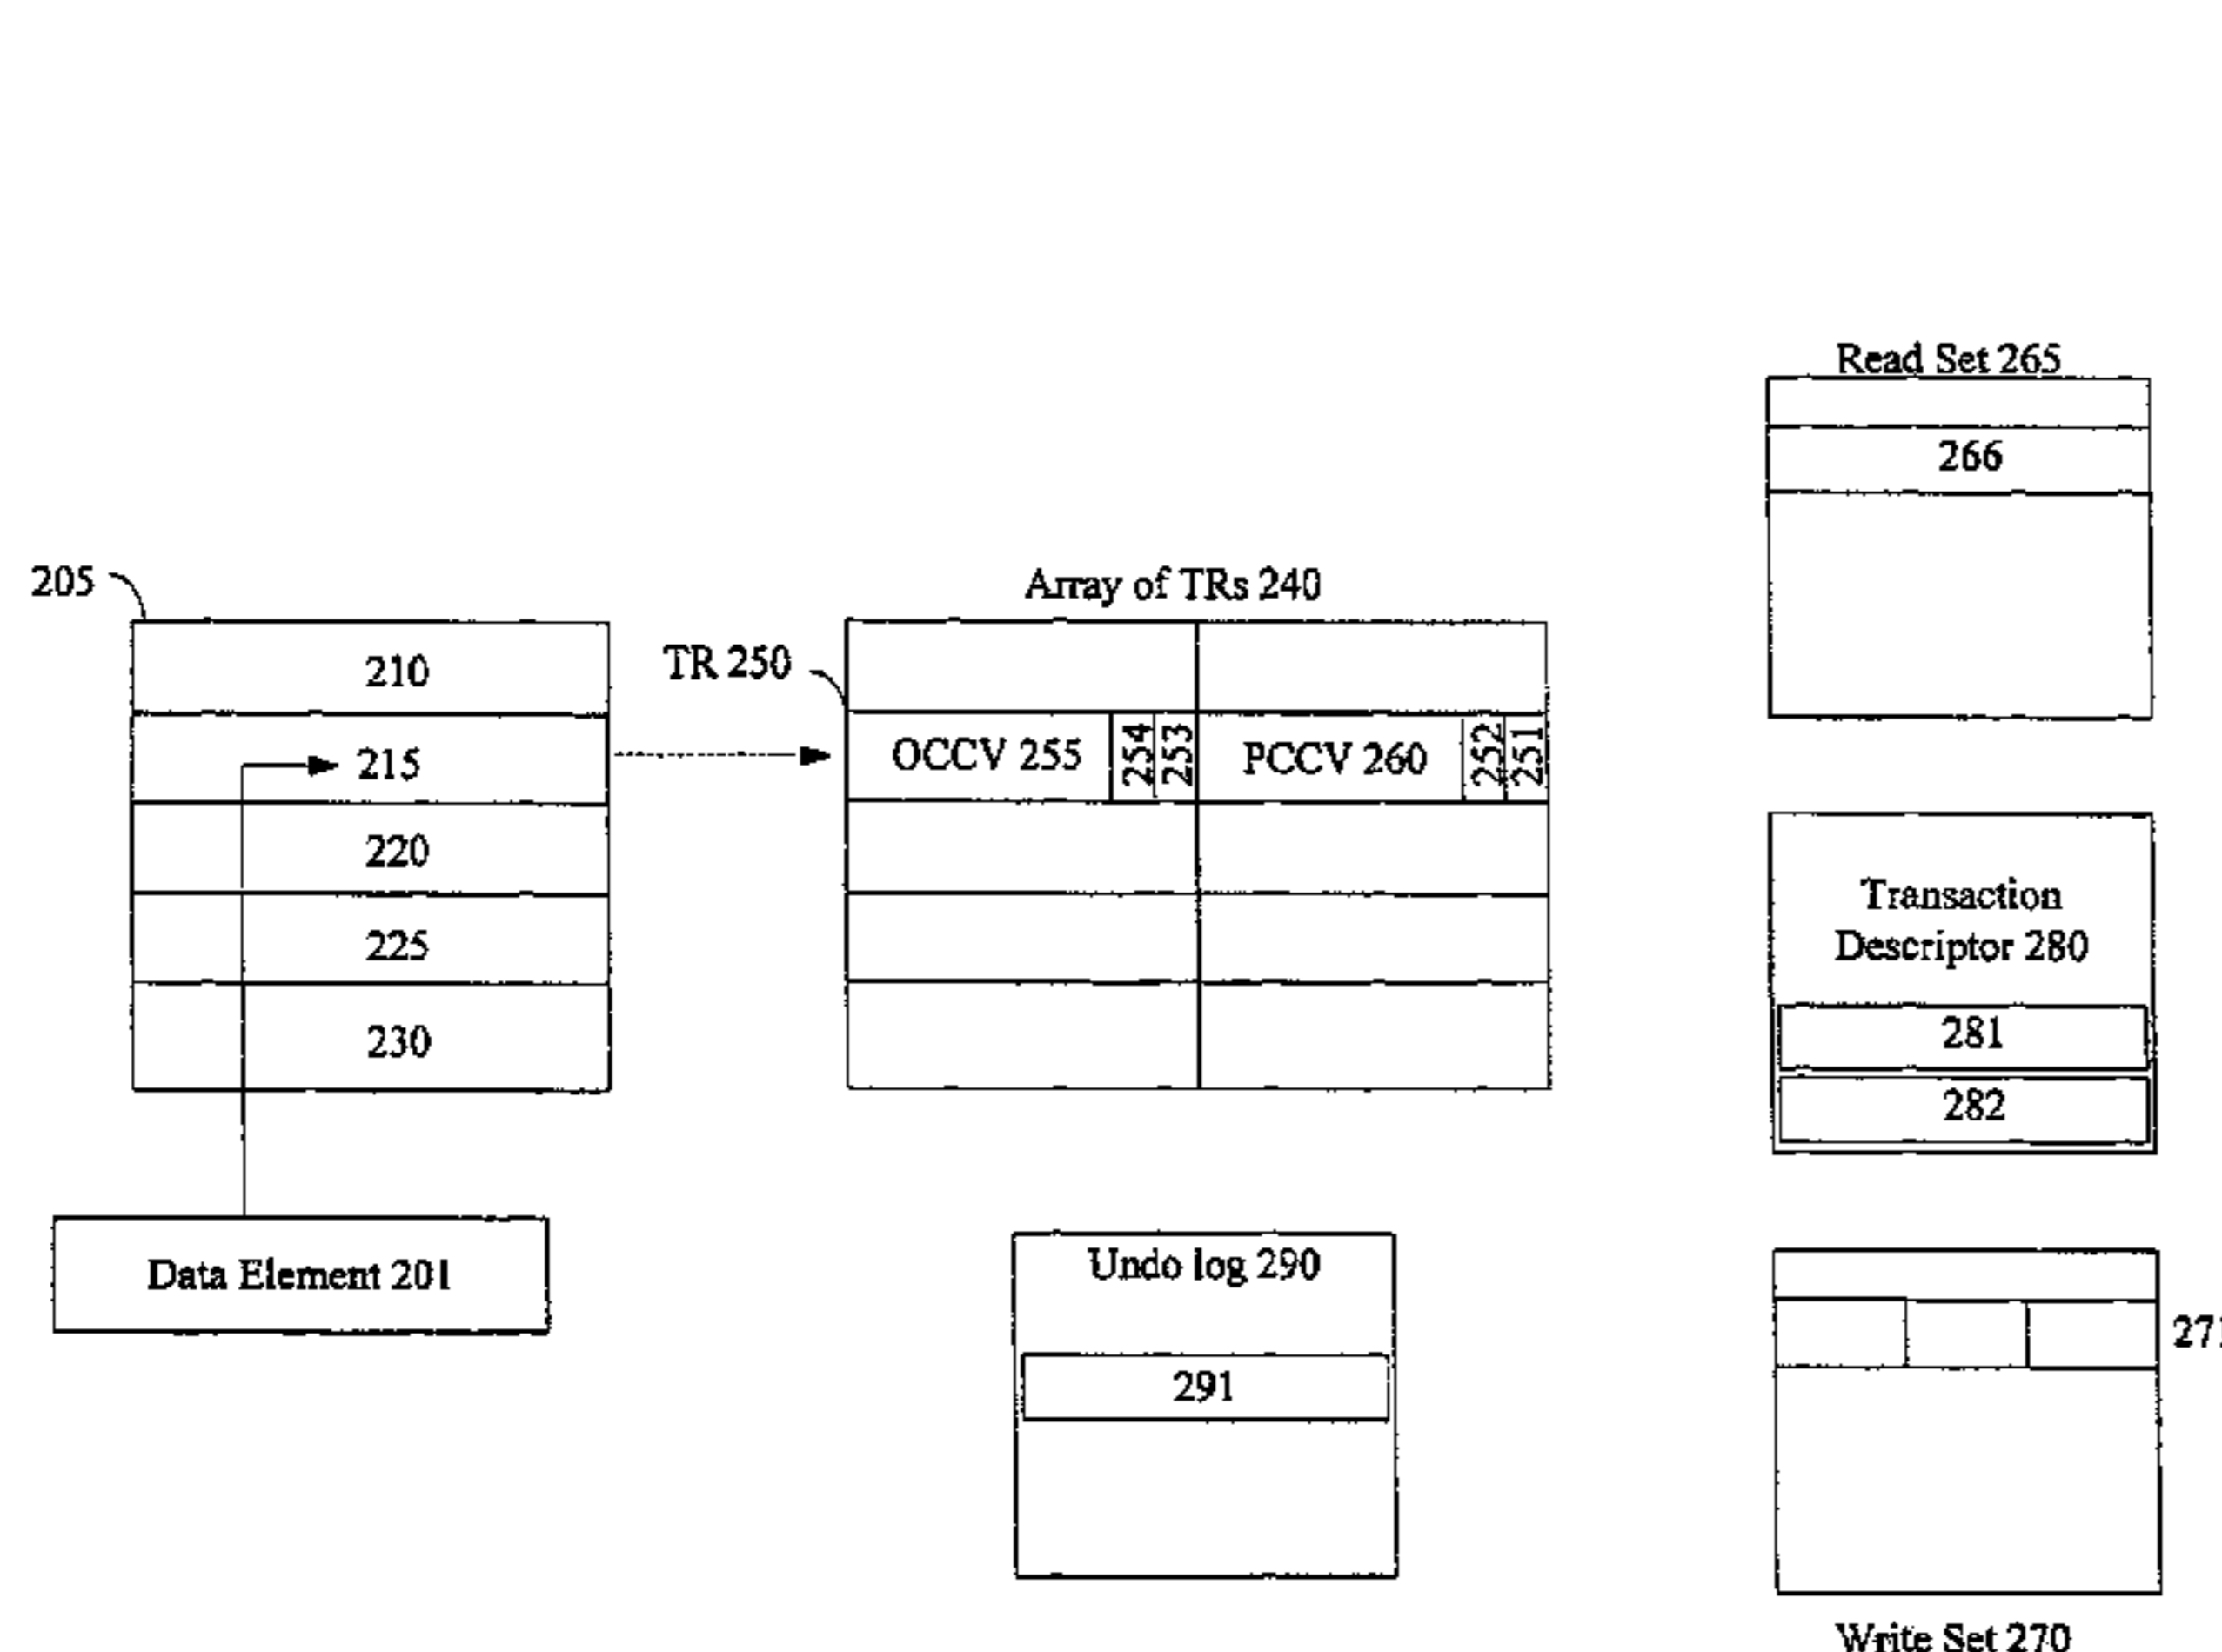 Read Set 265
266
205
210
215
220
225
230
Data Element 201
Array of TRs 240
TR 250
OCCV 255
254
253
PCCV 260
252
251
Transaction
Descriptor 280
281
282
Undo log 290
291
271
Write Set 270